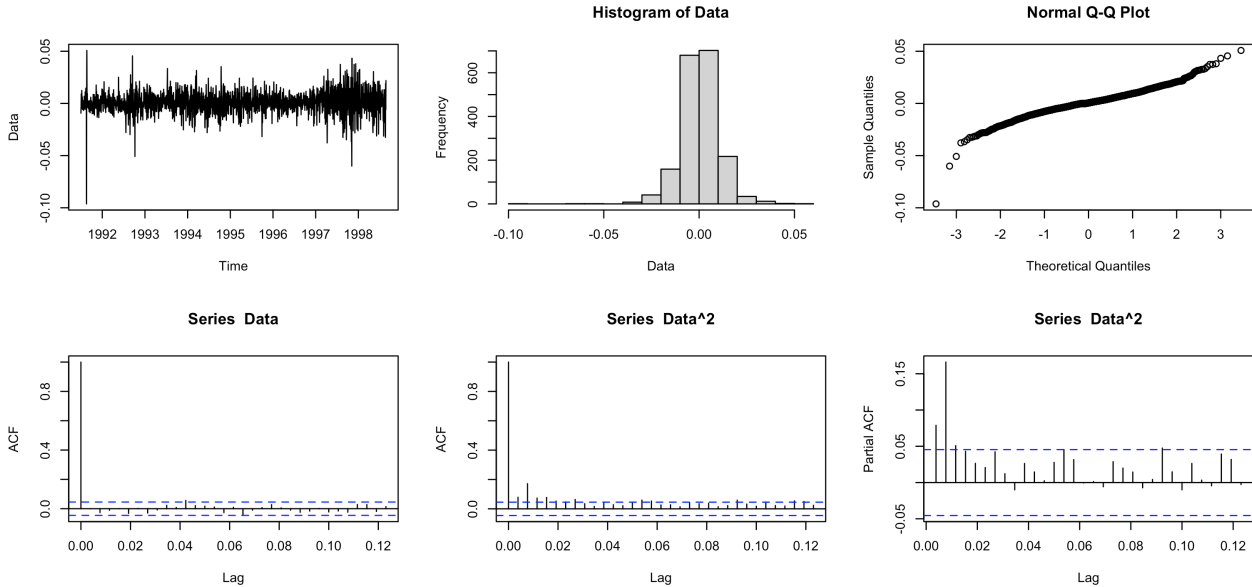 Data
0.05
0.00
-0.05
-0.10
1992 1993 1994 1995 1996 1997 1998
Time
Histogram of Data
Frequency
600
400
200
0
-0.10 -0.05 0.00 0.05
Data
Normal Q-Q Plot
Sample Quantiles
0.05
0.00
-0.05
-0.10
-3 -2 -1 0 1 2 3
Theoretical Quantiles
Series Data
ACF
0.8
0.4
0.0
0.00 0.02 0.04 0.06 0.08 0.10 0.12
Lag
Series Data^2
ACF
0.8
0.4
0.0
0.00 0.02 0.04 0.06 0.08 0.10 0.12
Lag
Series Data^2
Partial ACF
0.15
0.05
-0.05
0.00 0.02 0.04 0.06 0.08 0.10 0.12
Lag